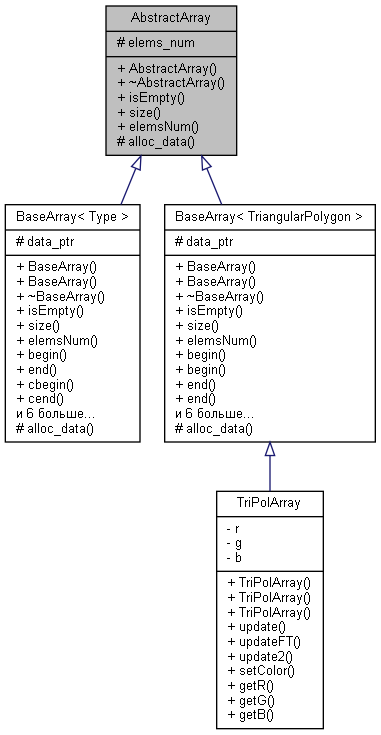 AbstractArray
# elems_num
+ AbstractArray()
+ ~AbstractArray()
+ isEmpty()
+ size()
+ elemsNum()
# alloc_data()
BaseArray< Type >
# data_ptr
+ BaseArray()
+ BaseArray()
+ ~BaseArray()
+ isEmpty()
+ size()
+ elemsNum()
+ begin()
+ end()
+ cbegin()
+ cend()
и 6 больше...
# alloc_data()
BaseArray< TriangularPolygon >
# data_ptr
+ BaseArray()
+ BaseArray()
+ ~BaseArray()
+ isEmpty()
+ size()
+ elemsNum()
+ begin()
+ begin()
+ end()
+ end()
и 6 больше...
# alloc_data()
TriPolArray
- r
- g
- b
+ TriPolArray()
+ TriPolArray()
+ TriPolArray()
+ update()
+ updateFT()
+ update2()
+ setColor()
+ getR()
+ getG()
+ getB()